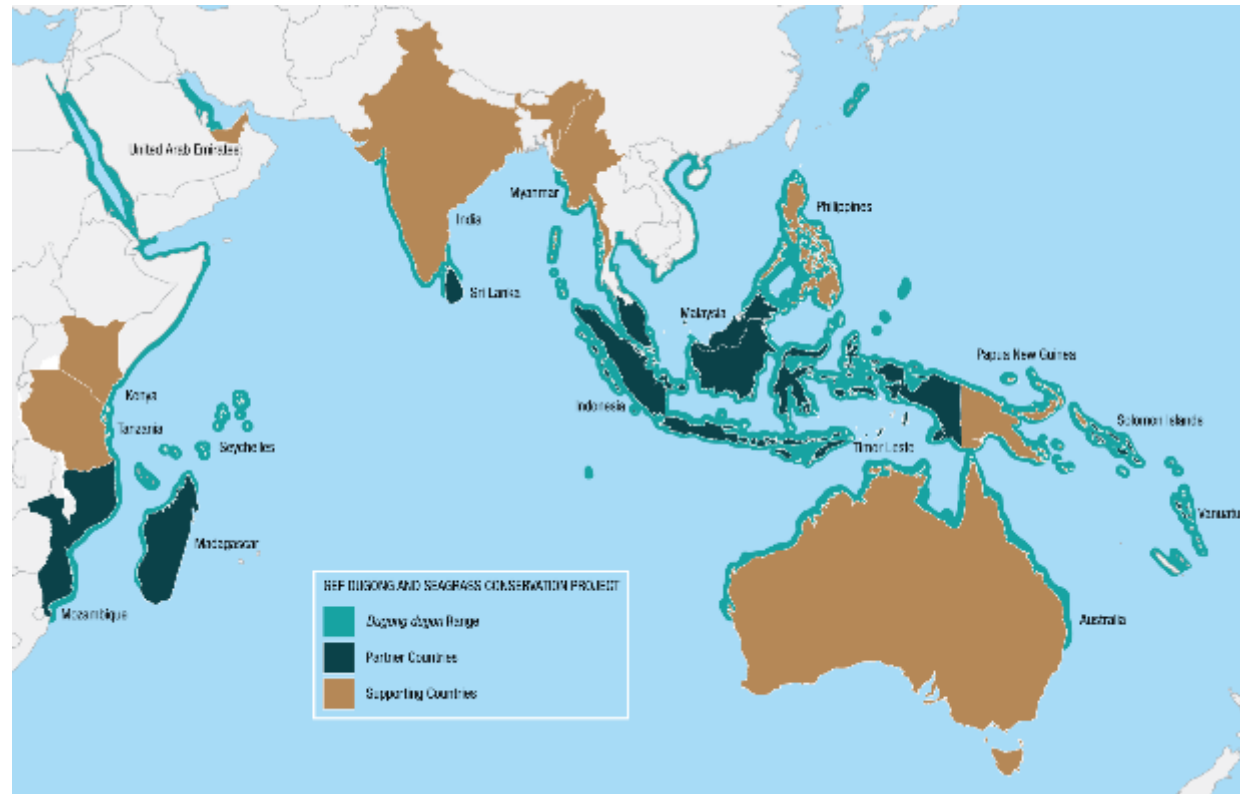 United Arab Emirates
Myanmar
India
Philippines
Sri Lanka
Malaysia
Papua New Guinea
Kenya
Indonesia
Solomon Islands
Tanzania
Seychelles
Timor Leste
Vanuatu
Madagascar
GEF DUGONG AND SEAGRASS CONSERVATION PROJECT
Dugong dugon Range
Mozambique
Australia
Partner Countries
Supporting Countries